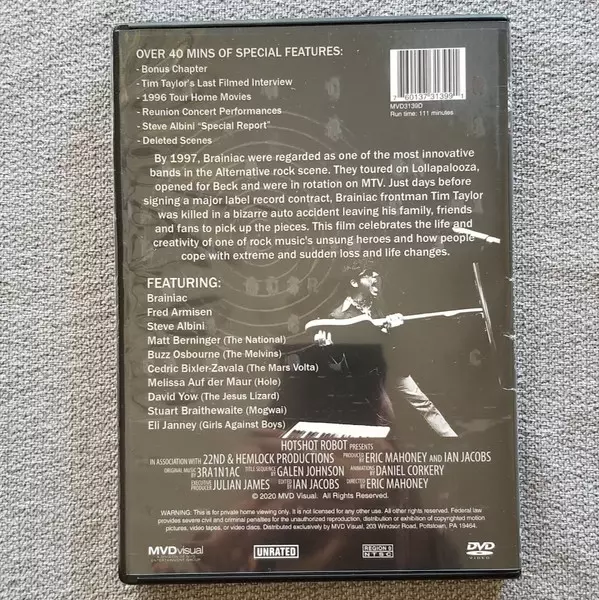 OVER 40 MINS OF SPECIAL FEATURES:
- Bonus Chapter
- Tim Taylor's Last Filmed Interview
- 1996 Tour Home Movies
- Reunion Concert Performances
- Steve Albini "Special Report"
- Deleted Scenes
MVD3139D
Run time: 111 minutes
By 1997, Brainiac were regarded as one of the most innovative
bands in the Alternative rock scene. They toured on Lollapalooza,
opened for Beck and were in rotation on MTV. Just days before
signing a major label record contract, Brainiac frontman Tim Taylor
was killed in a bizarre auto accident leaving his family, friends
and fans to pick up the pieces. This film celebrates the life and
creativity of one of rock music's unsung heroes and how people
cope with extreme and sudden loss and life changes.
FEATURING:
Brainiac
Fred Armisen
Steve Albini
Matt Berninger (The National)
Buzz Osbourne (The Melvins)
Cedric Bixler-Zavala (The Mars Volta)
Melissa Auf der Maur (Hole)
David Yow (The Jesus Lizard)
Stuart Braithwaite (Mogwai)
Eli Janney (Girls Against Boys)
HOTSHOT ROBOT PRESENTS
IN ASSOCIATION WITH 22ND & HEMLOCK PRODUCTIONS PRODUCED BY ERIC MAHONEY AND IAN JACOBS
ORIGINAL MUSIC BY 3RA1N1AC TITLE SEQUENCE BY GALEN JOHNSON ANIMATIONS BY DANIEL CORKERY
EXECUTIVE PRODUCER JULIAN JAMES EDITED BY IAN JACOBS DIRECTED BY ERIC MAHONEY
© 2020 MVD Visual. All Rights Reserved.
WARNING: This is for private home viewing only. It is not licensed for any other use. All other rights reserved. Federal law
provides severe civil and criminal penalties for the unauthorized reproduction, distribution or exhibition of copyrighted motion
pictures, video tapes, or video discs. Distributed exclusively by MVD Visual, 203 Windsor Road, Pottstown, PA 19464.
MVDvisual
UNRATED
NTSC
DVD
VIDEO